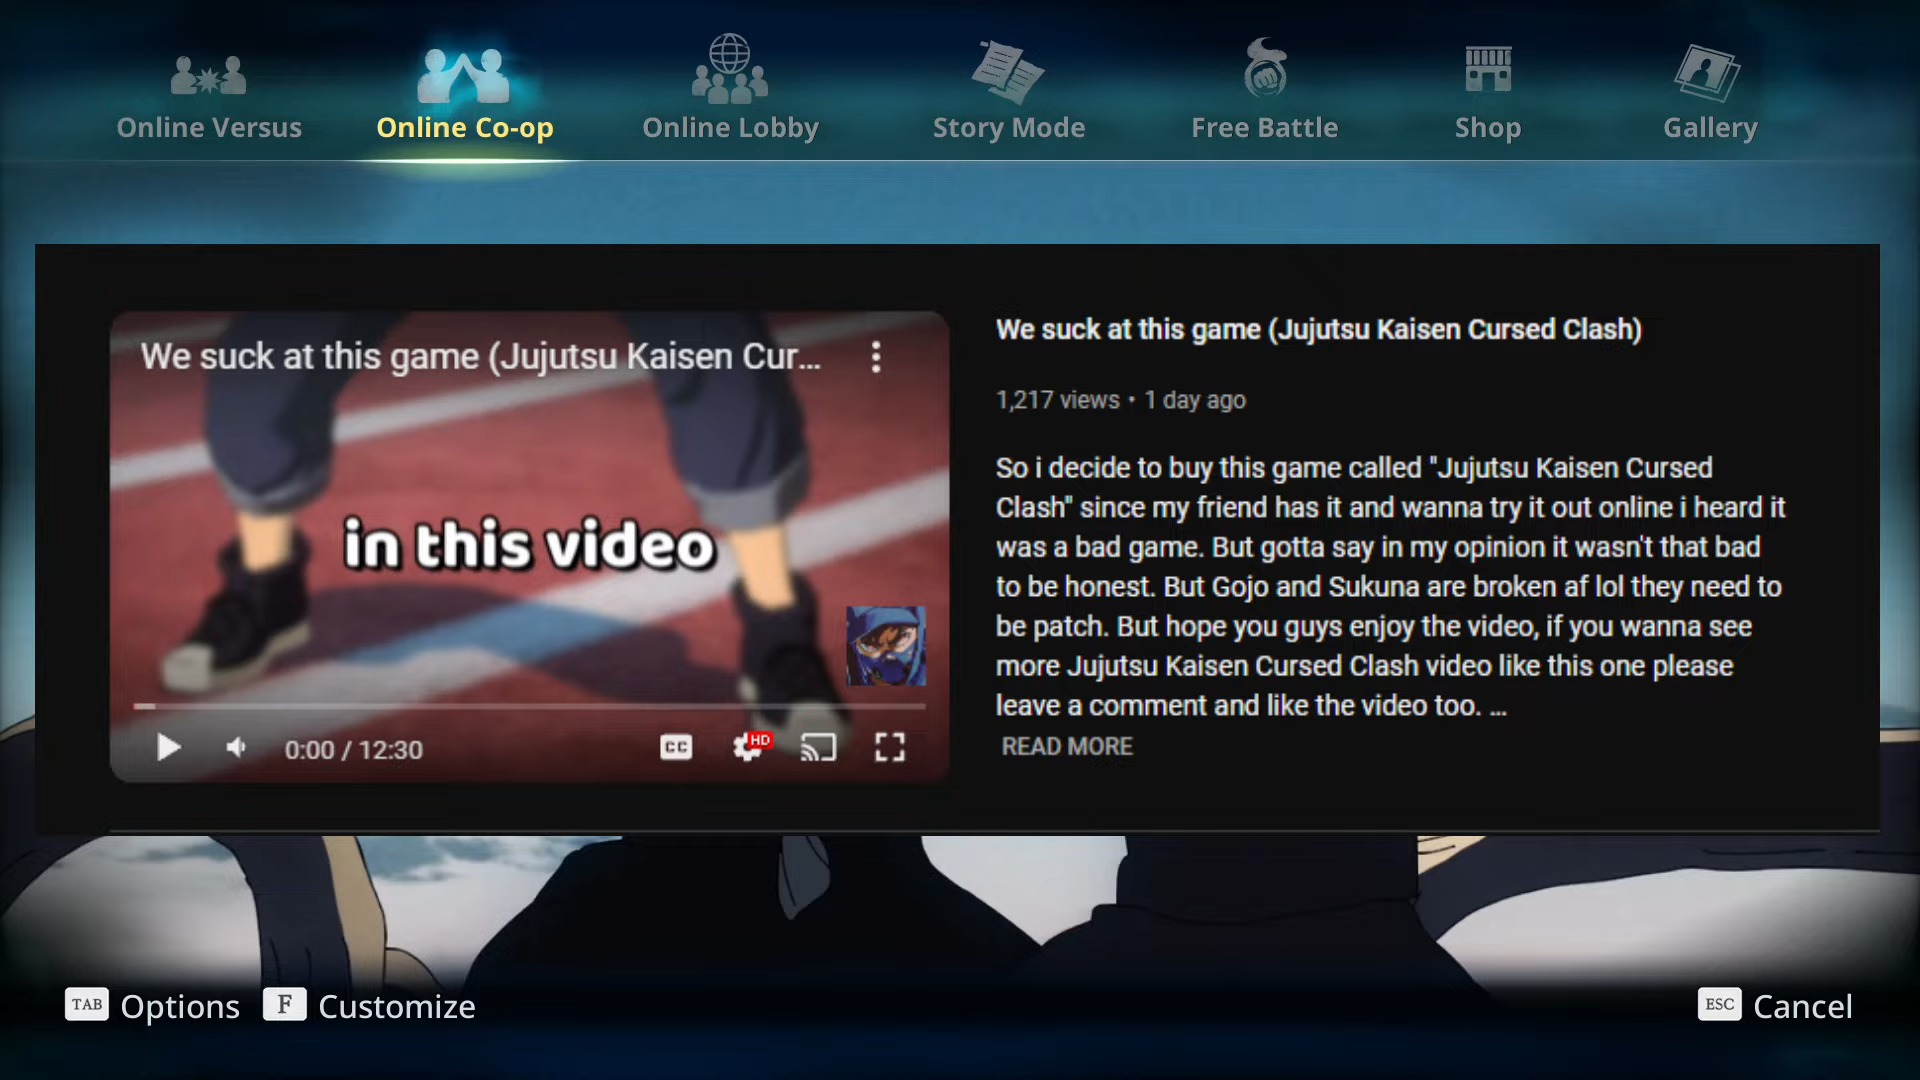 Online Versus
Online Co-op
Online Lobby
Story Mode
Free Battle
Shop
Gallery
We suck at this game (Jujutsu Kaisen Cur...
in this video
0:00 / 12:30
CC
HD
We suck at this game (Jujutsu Kaisen Cursed Clash)
1,217 views • 1 day ago
So i decide to buy this game called "Jujutsu Kaisen Cursed
Clash" since my friend has it and wanna try it out online i heard it
was a bad game. But gotta say in my opinion it wasn't that bad
to be honest. But Gojo and Sukuna are broken af lol they need to
be patch. But hope you guys enjoy the video, if you wanna see
more Jujutsu Kaisen Cursed Clash video like this one please
leave a comment and like the video too. ...
READ MORE
TAB Options F Customize
ESC Cancel